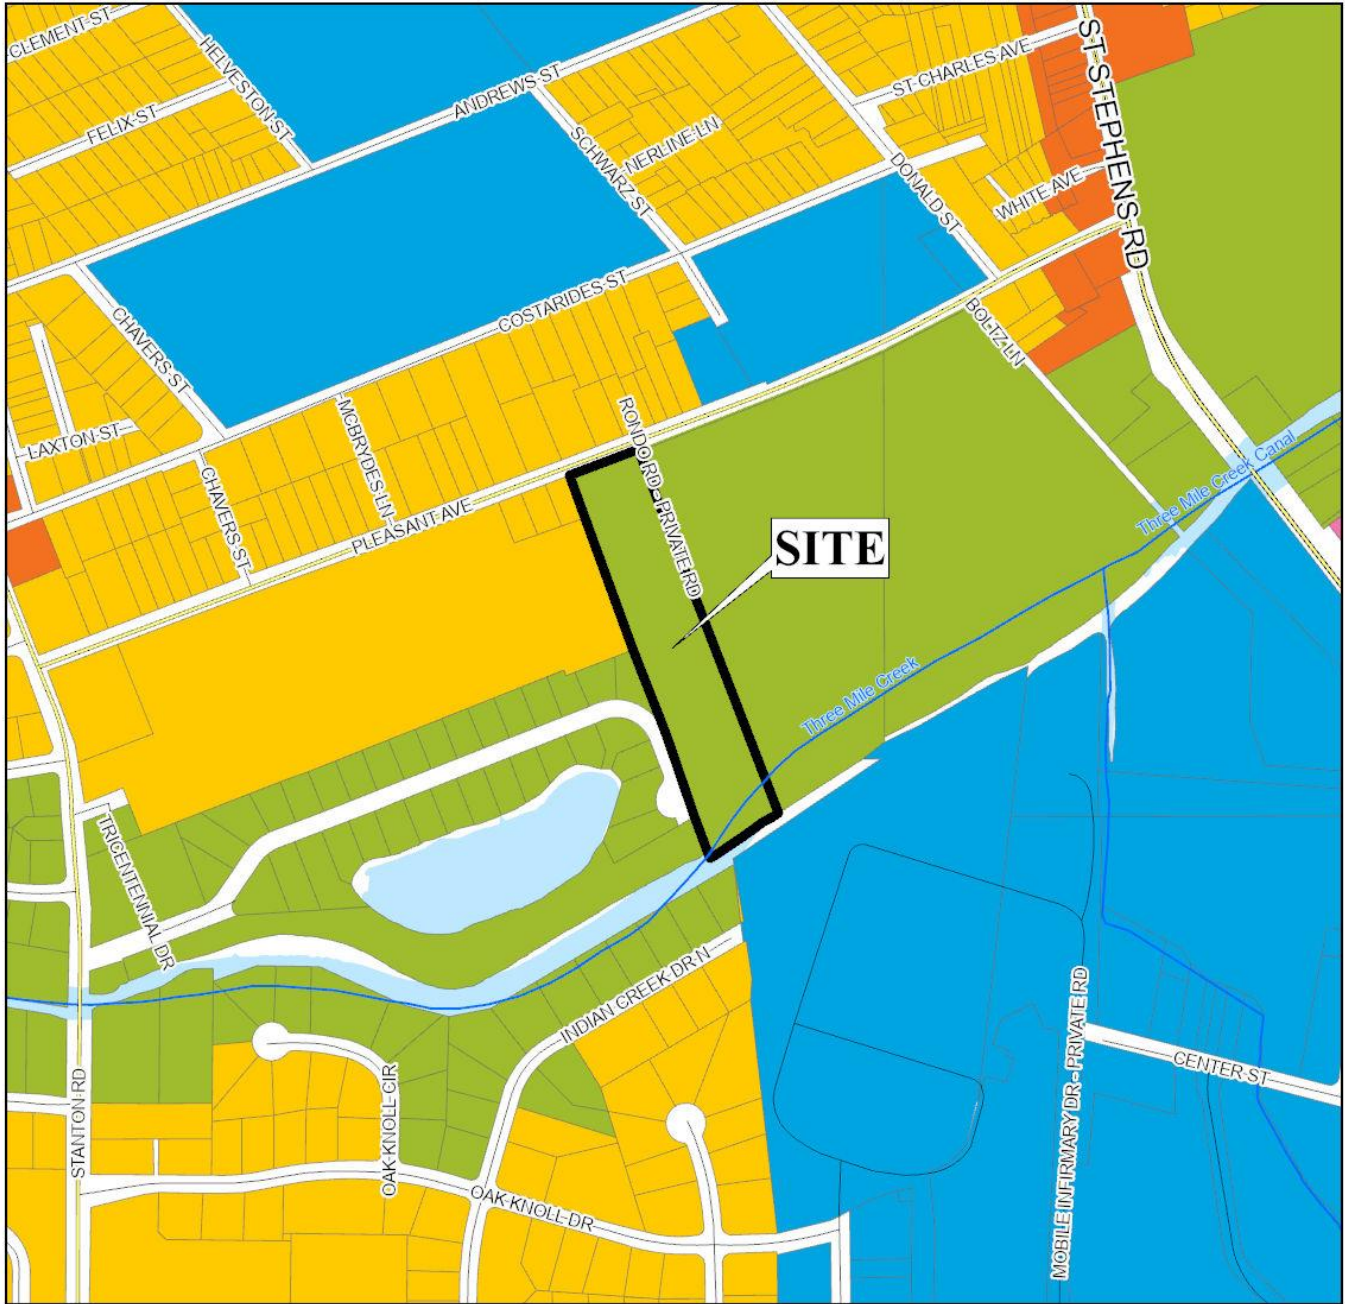 CLEMENT ST
HELVESTON ST
FELIX ST
ANDREWS ST
ST CHARLES AVE
ST STEPHENS RD
SCHWARZ ST
NERLINE LN
DONALD ST
WHITE AVE
CHAVERS ST
COSTARIDES ST
BOLTZ LN
LAXTON ST
MCBRYDES LN
RONDO RD - PRIVATE RD
CHAVERS ST
PLEASANT AVE
Three Mile Creek Canal
SITE
Three Mile Creek
TRICENTENNIAL DR
INDIAN CREEK DR N
STANTON RD
OAK KNOLL CIR
MOBILE INFIRMARY DR - PRIVATE RD
CENTER ST
OAK KNOLL DR